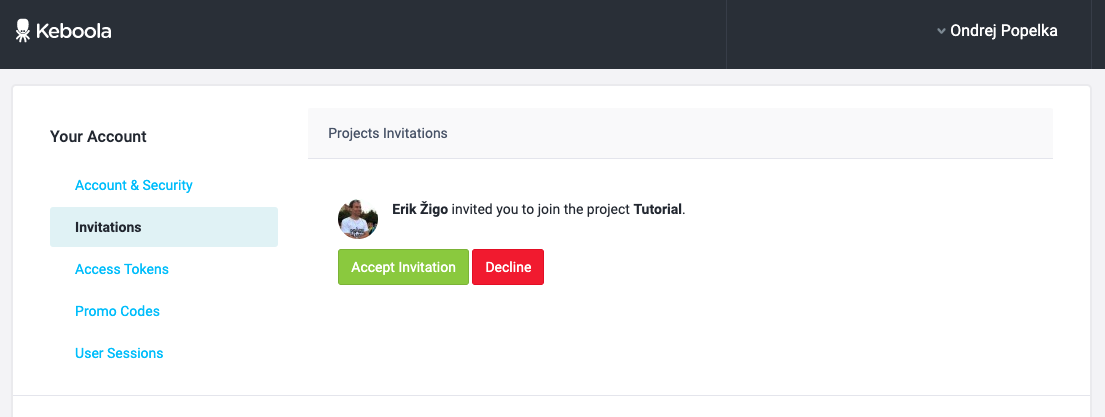 Keboola
Ondrej Popelka
Your Account
Account & Security
Invitations
Access Tokens
Promo Codes
User Sessions
Projects Invitations
Erik Žigo invited you to join the project Tutorial.
Accept Invitation
Decline